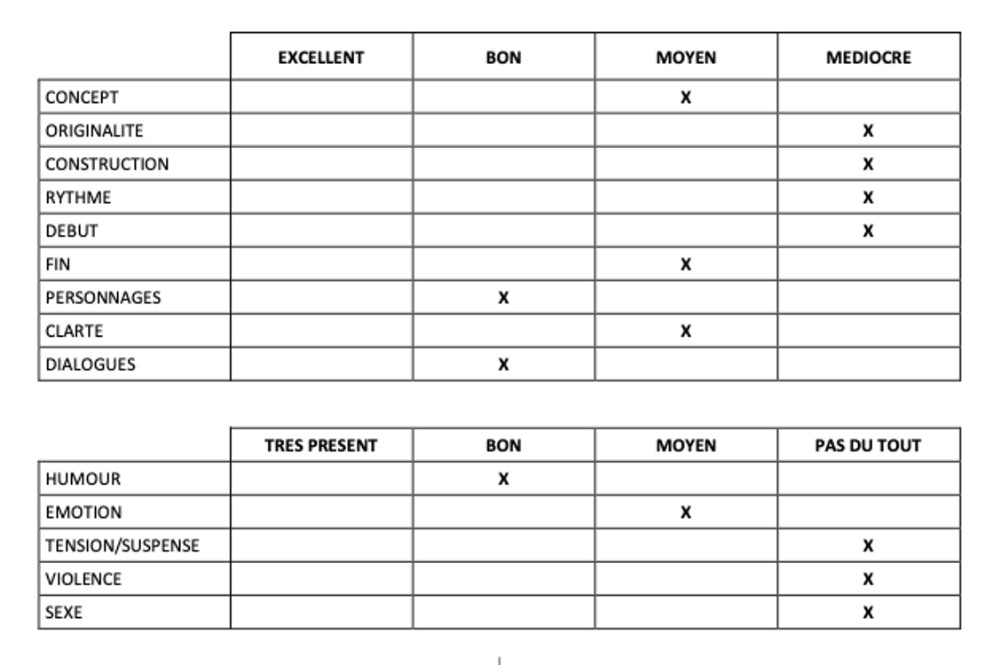 EXCELLENT BON MOYEN MEDIOCRE
CONCEPT X
ORIGINALITE X
CONSTRUCTION X
RYTHME X
DEBUT X
FIN X
PERSONNAGES X
CLARTE X
DIALOGUES X
TRES PRESENT BON MOYEN PAS DU TOUT
HUMOUR X
EMOTION X
TENSION/SUSPENSE X
VIOLENCE X
SEXE X